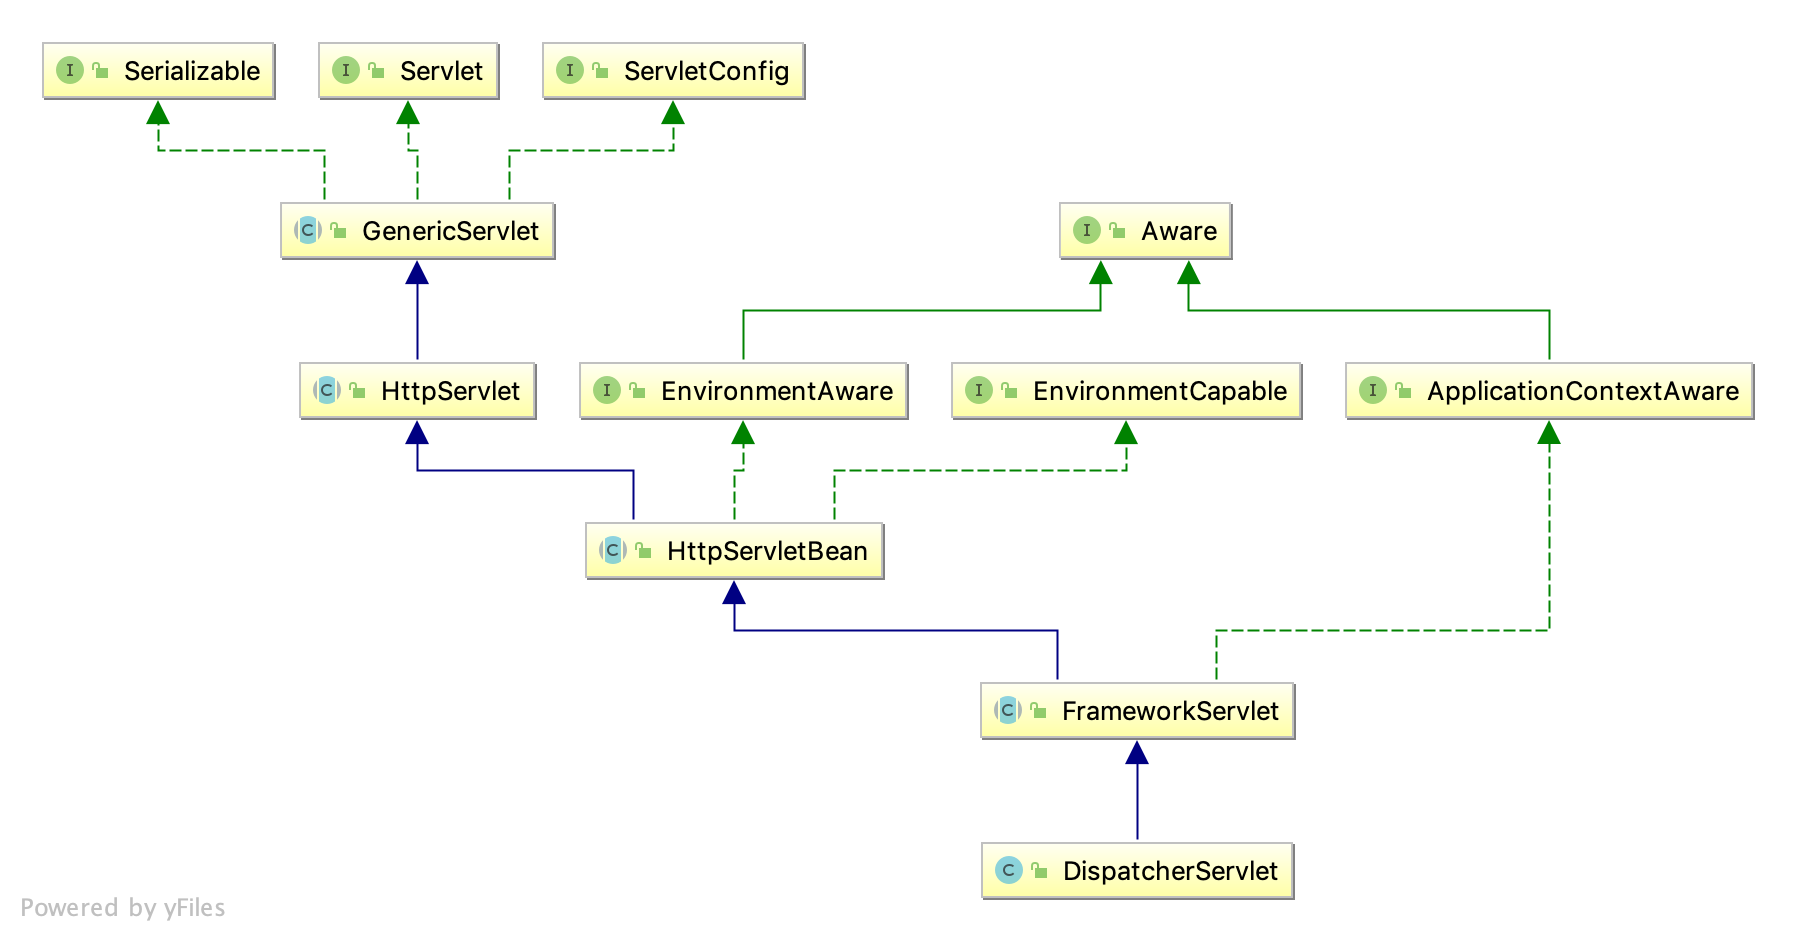 I Serializable
I Servlet
I ServletConfig
C GenericServlet
I Aware
C HttpServlet
I EnvironmentAware
I EnvironmentCapable
I ApplicationContextAware
C HttpServletBean
C FrameworkServlet
C DispatcherServlet
Powered by yFiles